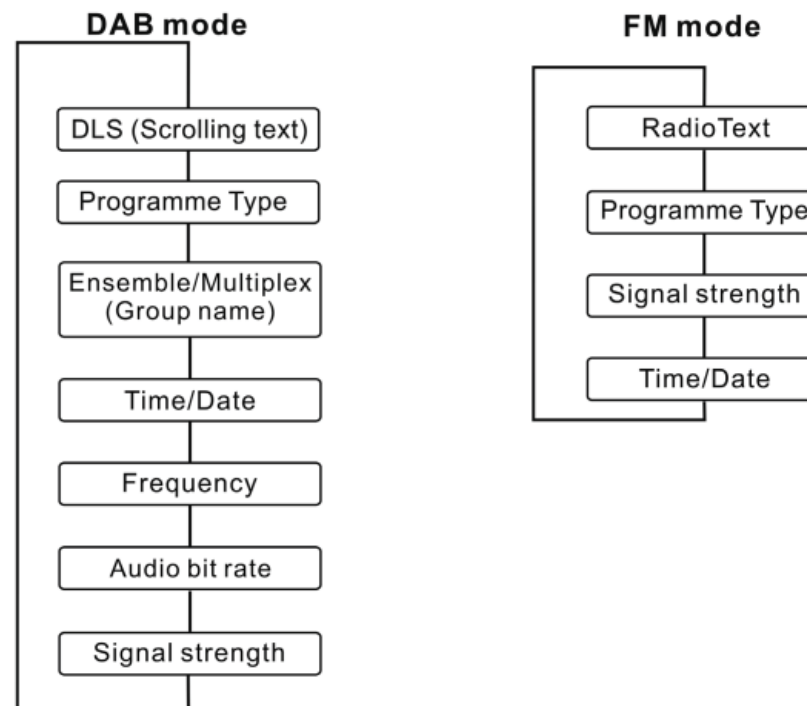 DAB mode
DLS (Scrolling text)
Programme Type
Ensemble/Multiplex
(Group name)
Time/Date
Frequency
Audio bit rate
Signal strength
FM mode
RadioText
Programme Type
Signal strength
Time/Date